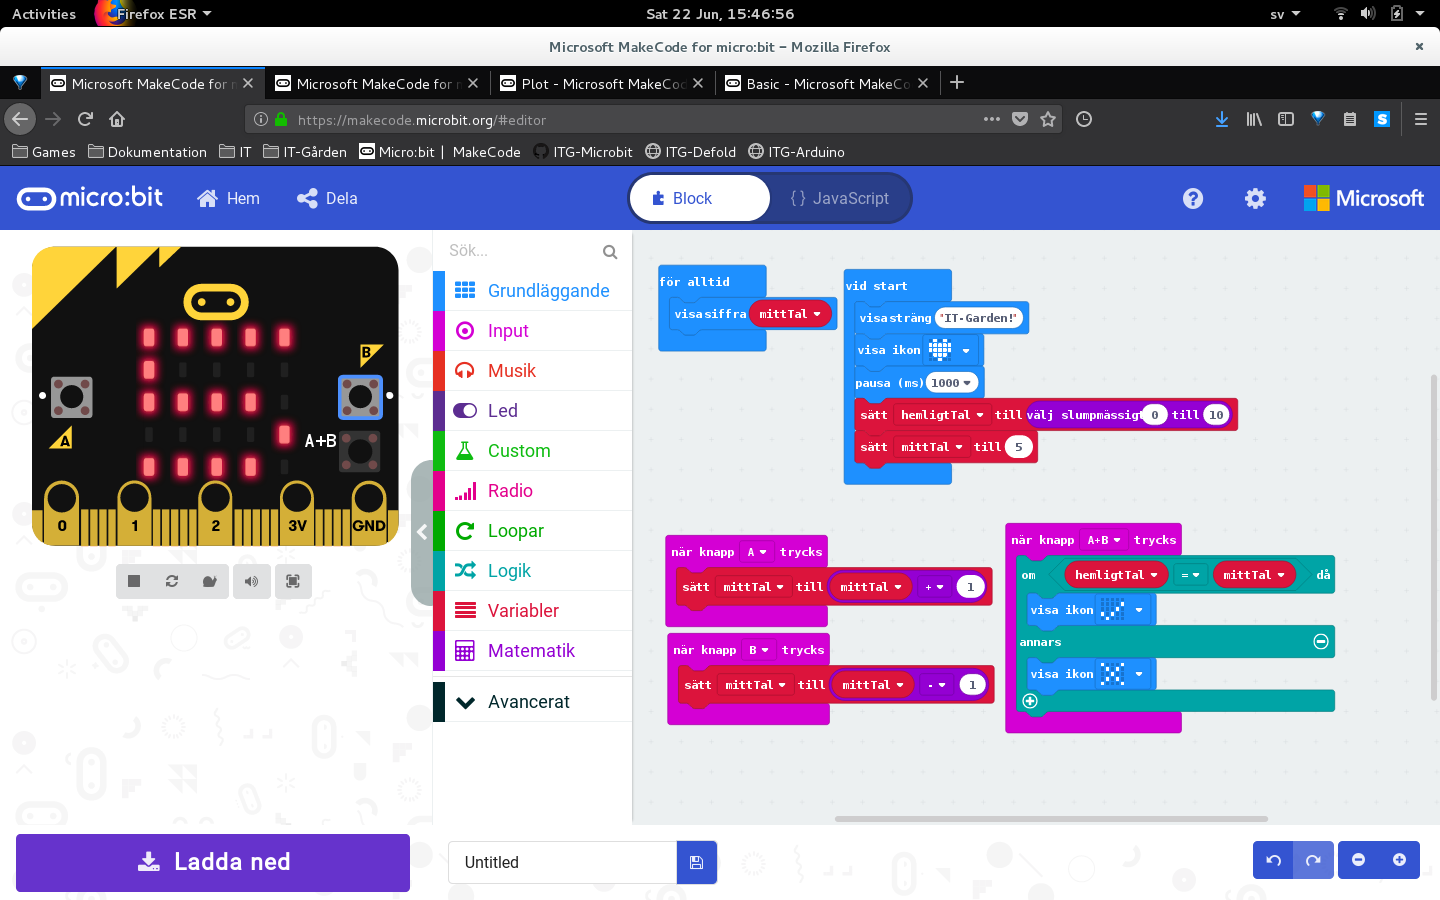 Activities
Firefox ESR
Sat 22 Jun, 15:46:56
sv
Microsoft MakeCode for micro:bit – Mozilla Firefox
Microsoft MakeCode for
Microsoft MakeCode for
Plot - Microsoft MakeCod
Basic - Microsoft MakeCo
https://makecode.microbit.org/#editor
Games
Dokumentation
IT
IT-Gården
Micro:bit | MakeCode
ITG-Microbit
ITG-Defold
ITG-Arduino
micro:bit
Hem
Dela
Block
{ } JavaScript
Microsoft
B
A
A+B
0 1 2 3V GND
Ladda ned
Sök...
Grundläggande
Input
Musik
Led
Custom
Radio
Loopar
Logik
Variabler
Matematik
Avancerat
för alltid
visa siffra mittTal
vid start
visa sträng "IT-Garden!"
visa ikon
pausa (ms) 1000
sätt hemligtTal till välj slumpmässigt 0 till 10
sätt mittTal till 5
när knapp A trycks
sätt mittTal till mittTal + 1
när knapp B trycks
sätt mittTal till mittTal - 1
när knapp A+B trycks
om hemligtTal = mittTal då
visa ikon
annars
visa ikon
Untitled